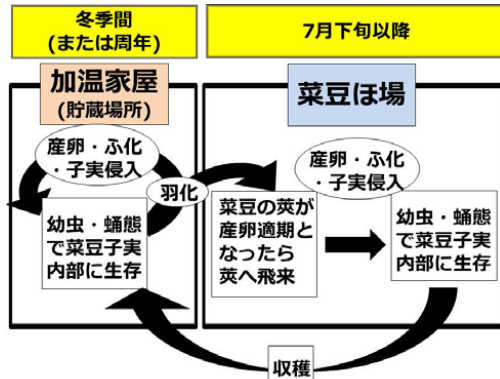 冬季間
(または周年)
7月下旬以降
加温家屋
(貯蔵場所)
菜豆ほ場
産卵・ふ化
・子実侵入
羽化
幼虫・蛹態
で菜豆子実
内部に生存
産卵・ふ化
・子実侵入
菜豆の莢が
産卵適期と
なったら
莢へ飛来
幼虫・蛹態
で菜豆子実
内部に生存
収穫